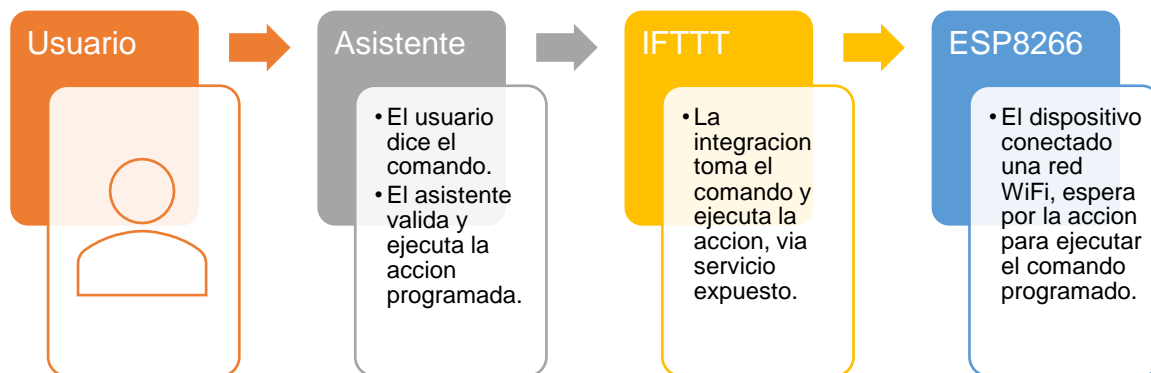 Usuario
Asistente
• El usuario
dice el
comando.
• El asistente
valida y
ejecuta la
accion
programada.
IFTTT
• La
integracion
toma el
comando y
ejecuta la
accion, via
servicio
expuesto.
ESP8266
• El dispositivo
conectado
una red
WiFi, espera
por la accion
para ejecutar
el comando
programado.